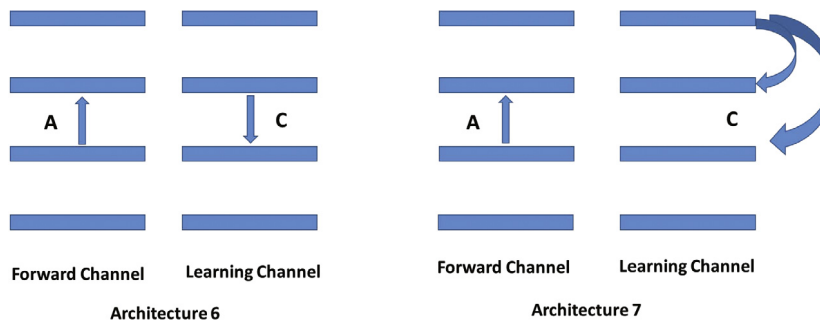 A
C
A
C
Forward Channel
Learning Channel
Forward Channel
Learning Channel
Architecture 6
Architecture 7